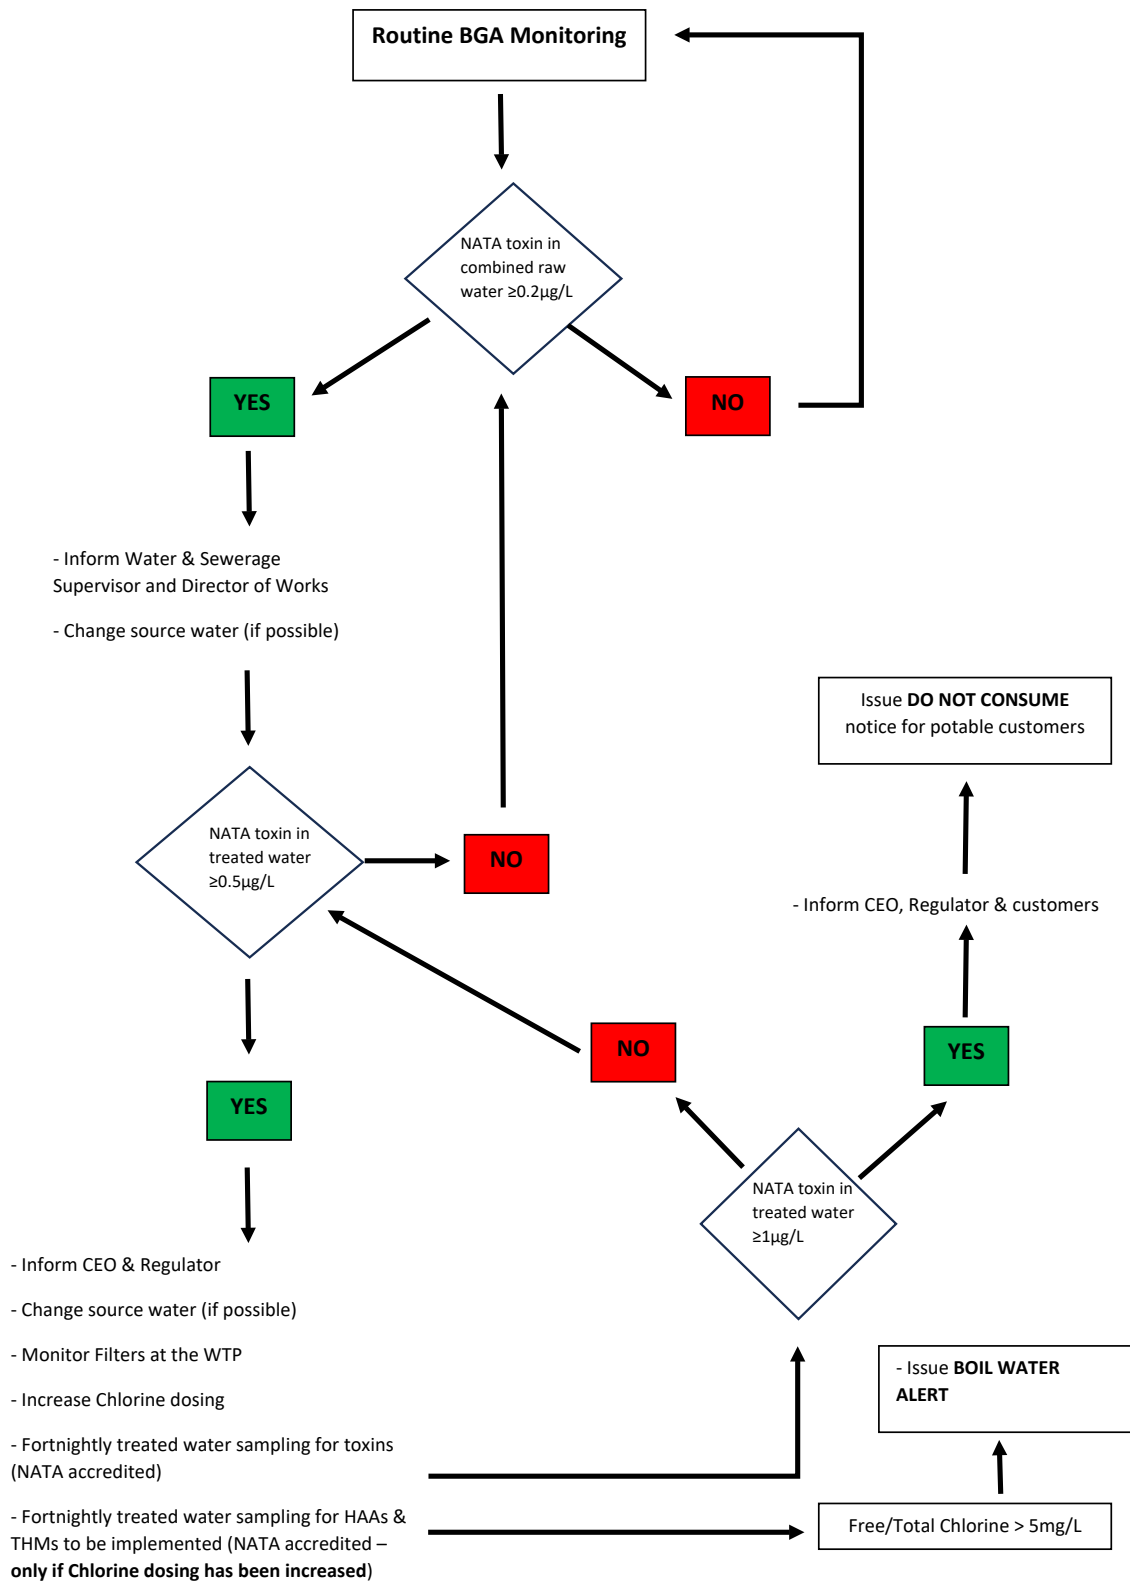 Routine BGA Monitoring
NATA toxin in
combined raw
water ≥0.2µg/L
YES
NO
- Inform Water & Sewerage
Supervisor and Director of Works
- Change source water (if possible)
Issue DO NOT CONSUME
notice for potable customers
NATA toxin in
treated water
≥0.5µg/L
NO
- Inform CEO, Regulator & customers
NO
YES
YES
NATA toxin in
treated water
≥1µg/L
- Inform CEO & Regulator
- Change source water (if possible)
- Monitor Filters at the WTP
- Increase Chlorine dosing
- Fortnightly treated water sampling for toxins
(NATA accredited)
- Fortnightly treated water sampling for HAAs &
THMs to be implemented (NATA accredited –
only if Chlorine dosing has been increased)
- Issue BOIL WATER
ALERT
Free/Total Chlorine > 5mg/L